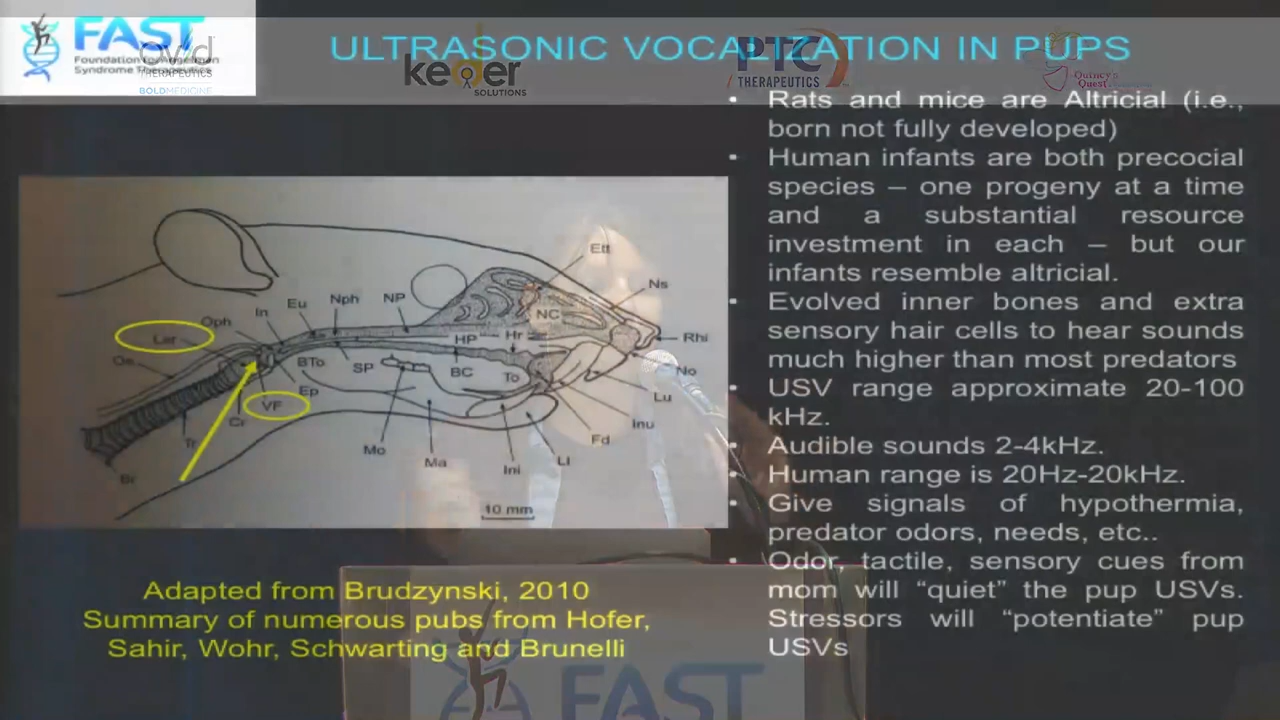 FAST
Foundation for Angelman
Syndrome Therapeutics
ovid
THERAPEUTICS
BOLDMEDICINE
keder
SOLUTIONS
PTC
THERAPEUTICS
Quincy's
Quest
ULTRASONIC VOCALIZATION IN PUPS
Ett
Ns
NC
Rhi
Eu
Nph
NP
In
Oph
Lar
HP
Hr
Oe
BTo
SP
BC
To
No
Ep
VF
Cr
Lu
Inu
Tr
Fd
Mo
Ma
Ini
LI
Br
10 mm
Adapted from Brudzynski, 2010
Summary of numerous pubs from Hofer,
Sahir, Wohr, Schwarting and Brunelli
• Rats and mice are Altricial (i.e.,
born not fully developed)
• Human infants are both precocial
species – one progeny at a time
and a substantial resource
investment in each – but our
infants resemble altricial.
• Evolved inner bones and extra
sensory hair cells to hear sounds
much higher than most predators
• USV range approximate 20-100
kHz.
• Audible sounds 2-4kHz.
• Human range is 20Hz-20kHz.
• Give signals of hypothermia,
predator odors, needs, etc..
• Odor, tactile, sensory cues from
mom will “quiet” the pup USVs.
Stressors will “potentiate” pup
USVs
FAST